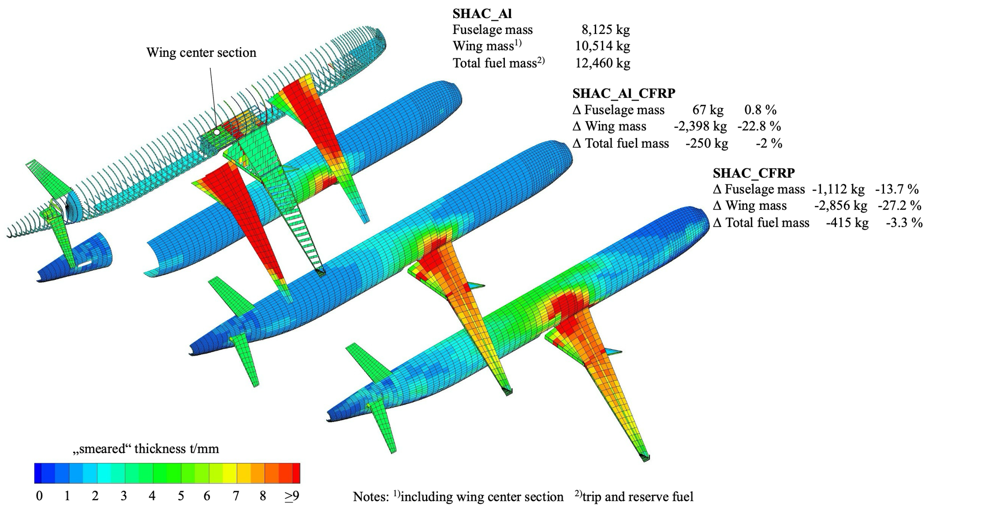 SHAC_Al
Fuselage mass 8,125 kg
Wing mass1) 10,514 kg
Total fuel mass2) 12,460 kg
Wing center section
SHAC_Al_CFRP
Δ Fuselage mass 67 kg 0.8 %
Δ Wing mass -2,398 kg -22.8 %
Δ Total fuel mass -250 kg -2 %
SHAC_CFRP
Δ Fuselage mass -1,112 kg -13.7 %
Δ Wing mass -2,856 kg -27.2 %
Δ Total fuel mass -415 kg -3.3 %
„smeared“ thickness t/mm
0 1 2 3 4 5 6 7 8 ≥9
Notes: 1)including wing center section 2)trip and reserve fuel